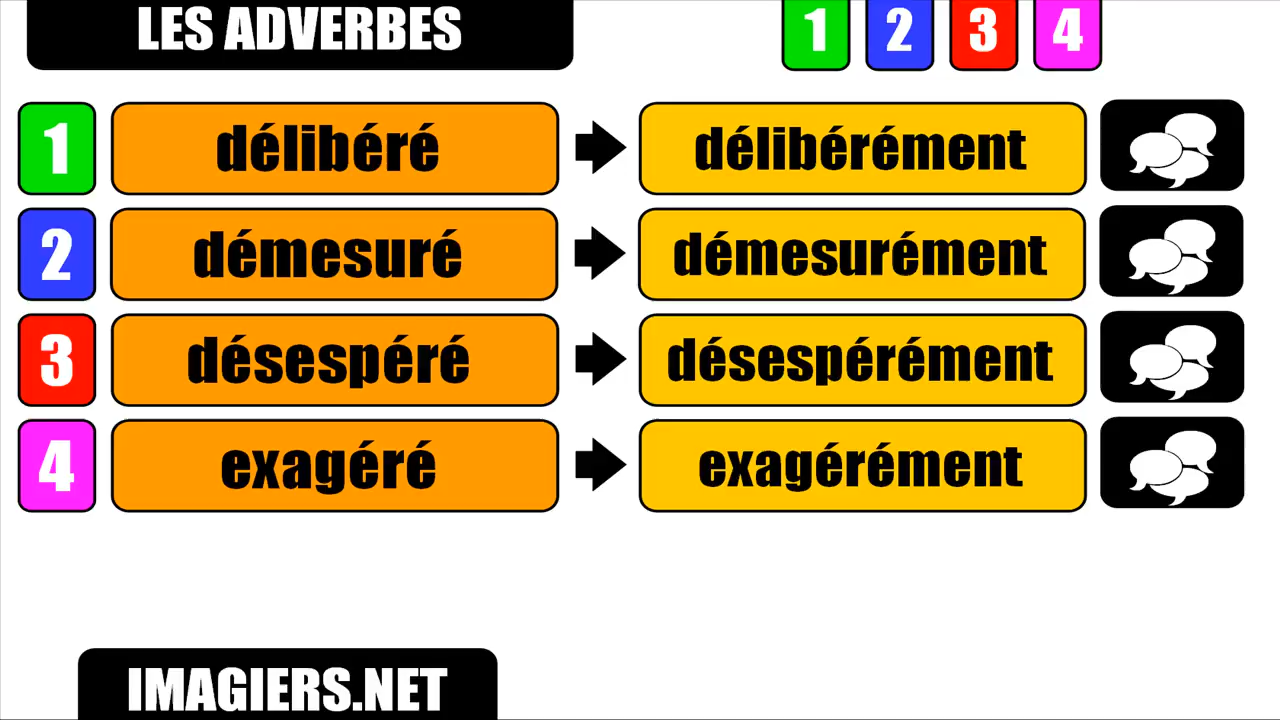 LES ADVERBES
1 2 3 4
1 délibéré délibérément
2 démesuré démesurément
3 désespéré désespérément
4 exagéré exagérément
IMAGIERS.NET